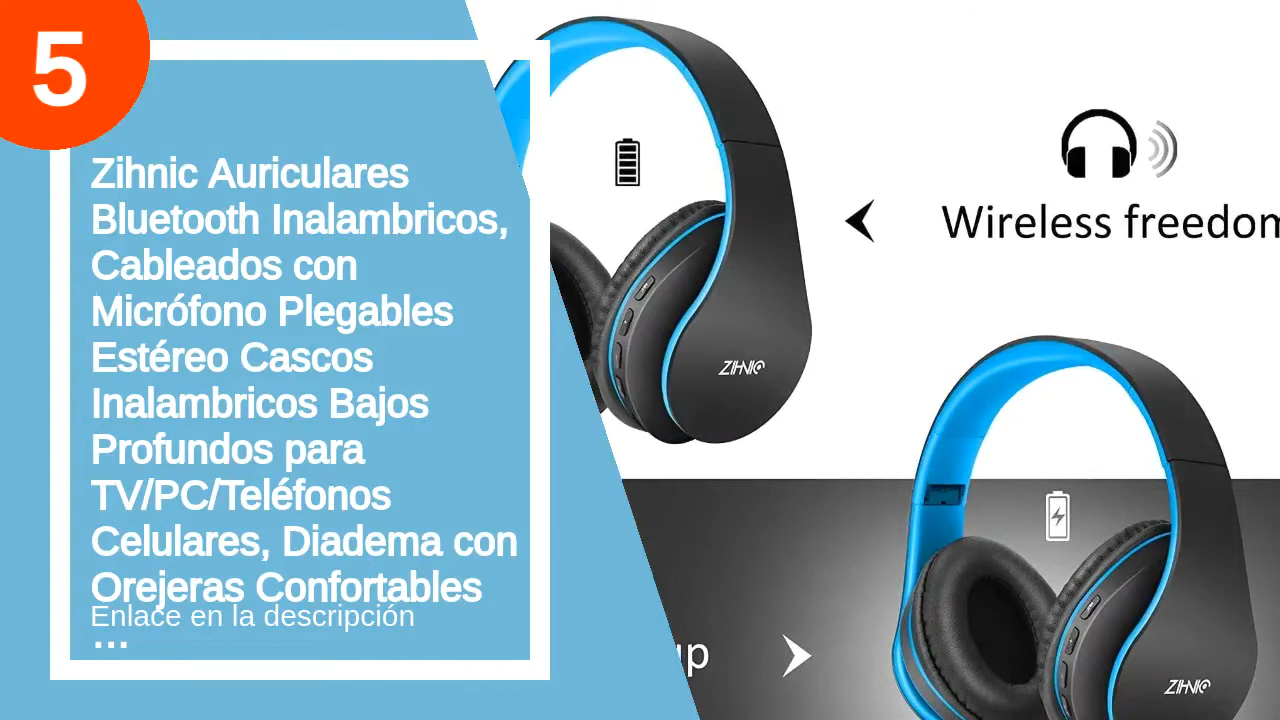 5
Zihnic Auriculares
Bluetooth Inalambricos,
Cableados con
Micrófono Plegables
Estéreo Cascos
Inalambricos Bajos
Profundos para
TV/PC/Teléfonos
Celulares, Diadema con
Orejeras Confortables
Enlace en la descripción
...
Wireless freedom
ZIHNIC
up
ZIHNIC